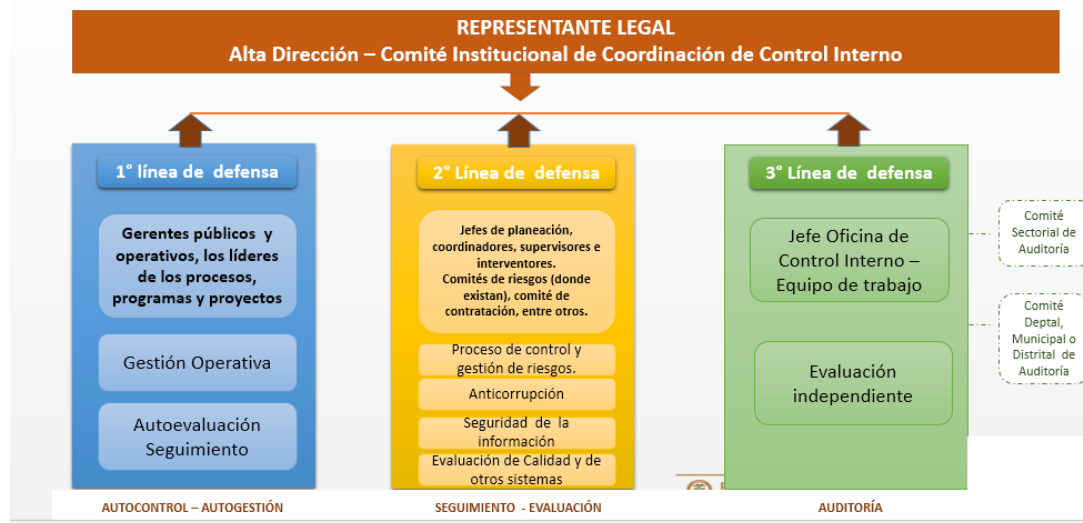 REPRESENTANTE LEGAL
Alta Dirección – Comité Institucional de Coordinación de Control Interno
1° línea de defensa
Gerentes públicos y
operativos, los líderes
de los procesos,
programas y proyectos
Gestión Operativa
Autoevaluación
Seguimiento
AUTOCONTROL – AUTOGESTIÓN
2° Línea de defensa
Jefes de planeación,
coordinadores, supervisores e
interventores.
Comités de riesgos (donde
existan), comité de
contratación, entre otros.
Proceso de control y
gestión de riesgos.
Anticorrupción
Seguridad de la
información
Evaluación de Calidad y de
otros sistemas
SEGUIMIENTO - EVALUACIÓN
3° Línea de defensa
Jefe Oficina de
Control Interno –
Equipo de trabajo
Evaluación
independiente
AUDITORÍA
Comité
Sectorial de
Auditoría
Comité
Deptal,
Municipal o
Distrital de
Auditoría